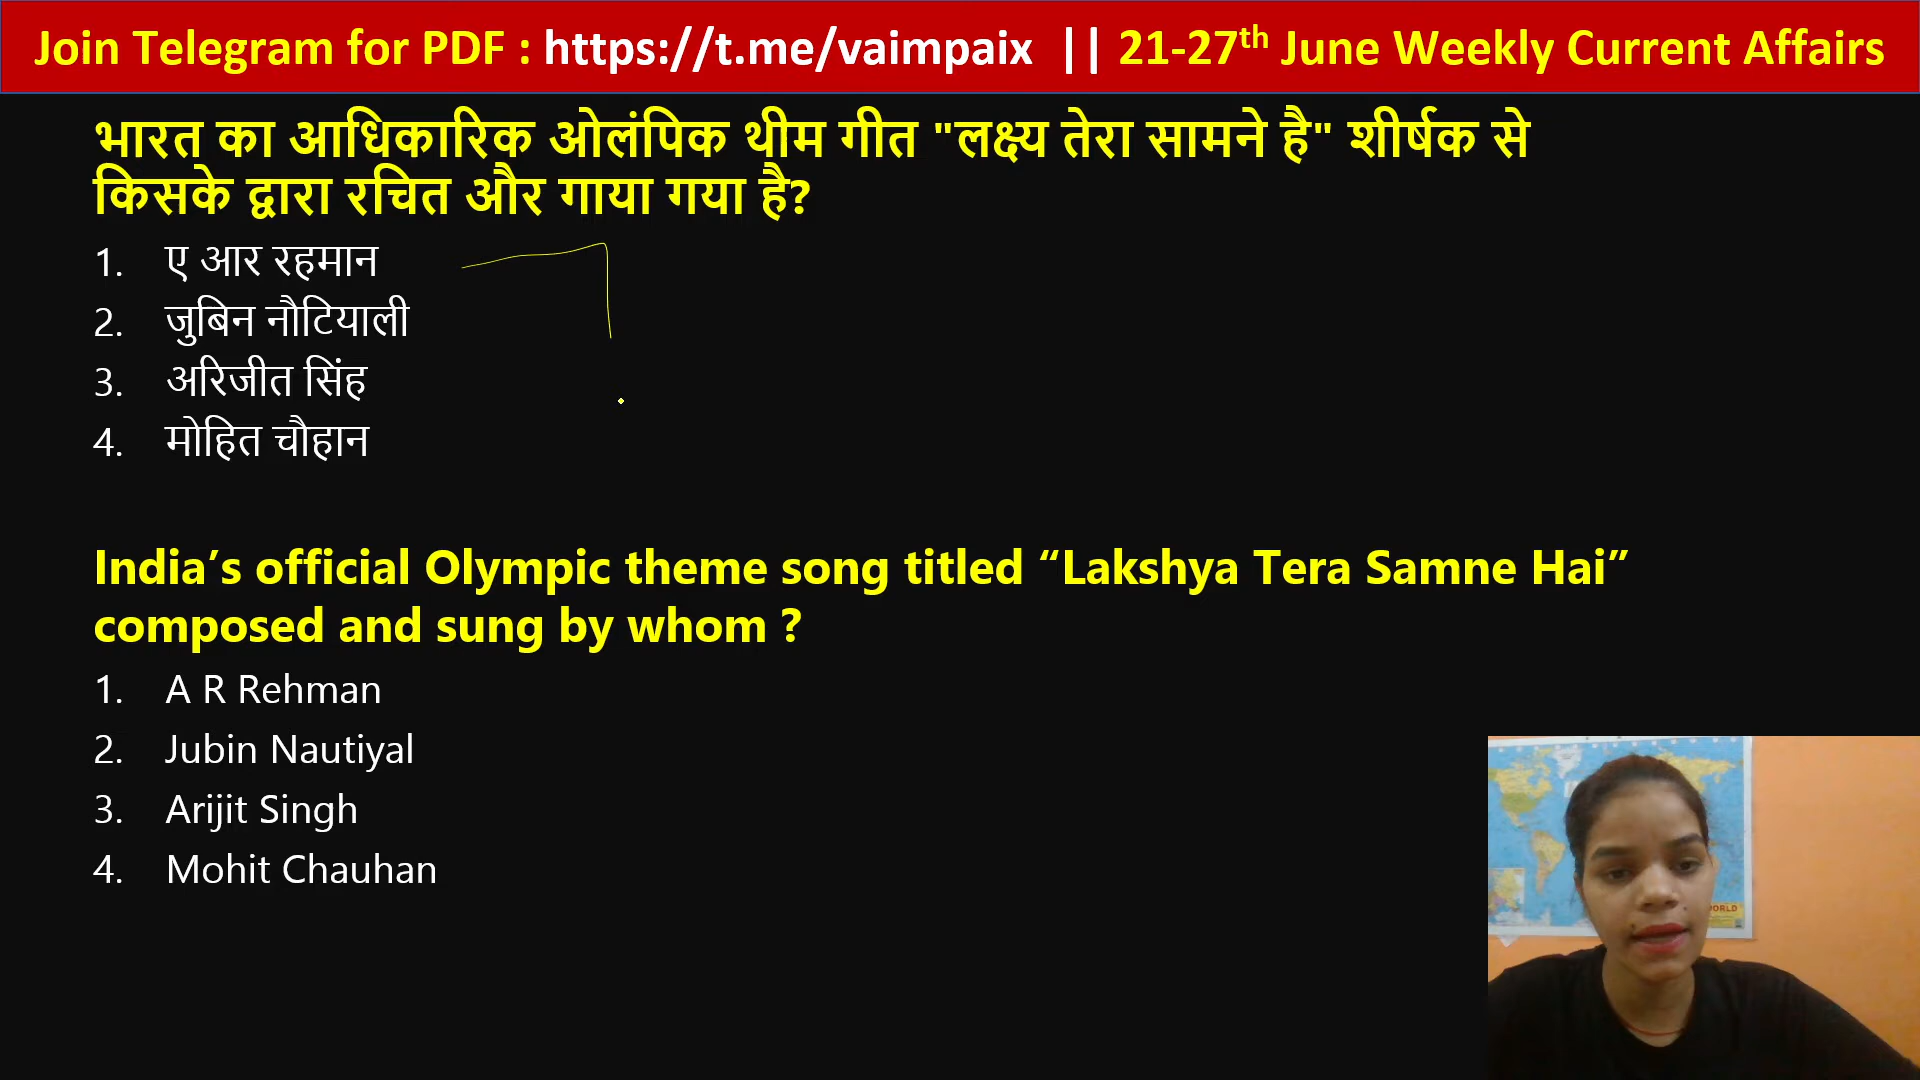 Join Telegram for PDF : https://t.me/vaimpaix || 21-27th June Weekly Current Affairs
भारत का आधिकारिक ओलंपिक थीम गीत "लक्ष्य तेरा सामने है" शीर्षक से
किसके द्वारा रचित और गाया गया है?
1. ए आर रहमान
2. जुबिन नौटियाली
3. अरिजीत सिंह
4. मोहित चौहान
India’s official Olympic theme song titled “Lakshya Tera Samne Hai”
composed and sung by whom ?
1. A R Rehman
2. Jubin Nautiyal
3. Arijit Singh
4. Mohit Chauhan